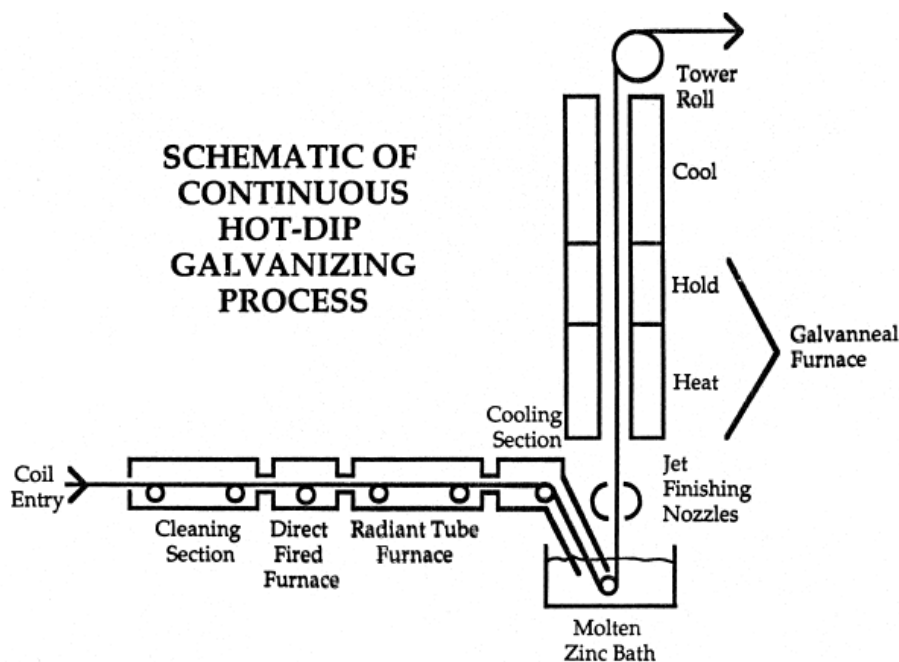 SCHEMATIC OF
CONTINUOUS
HOT-DIP
GALVANIZING
PROCESS
Tower
Roll
Cool
Hold
Heat
Galvanneal
Furnace
Cooling
Section
Jet
Finishing
Nozzles
Coil
Entry
Cleaning
Section
Direct
Fired
Furnace
Radiant Tube
Furnace
Molten
Zinc Bath